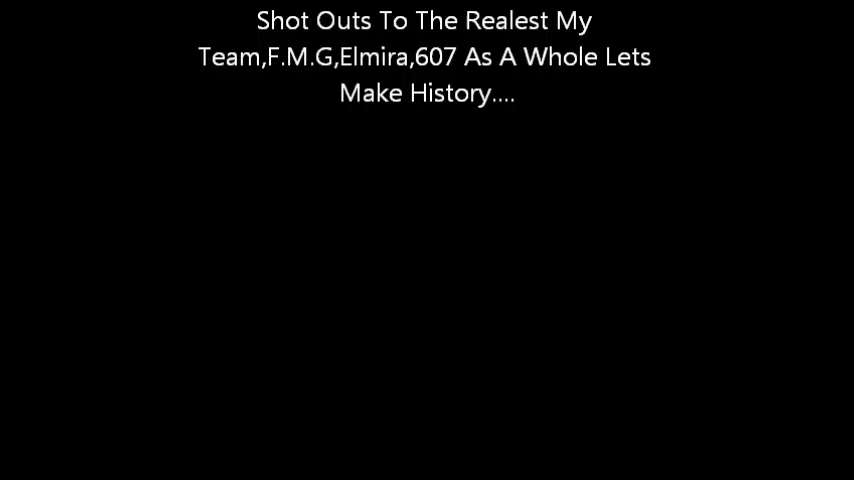 Shot Outs To The Realest My
Team,F.M.G,Elmira,607 As A Whole Lets
Make History....